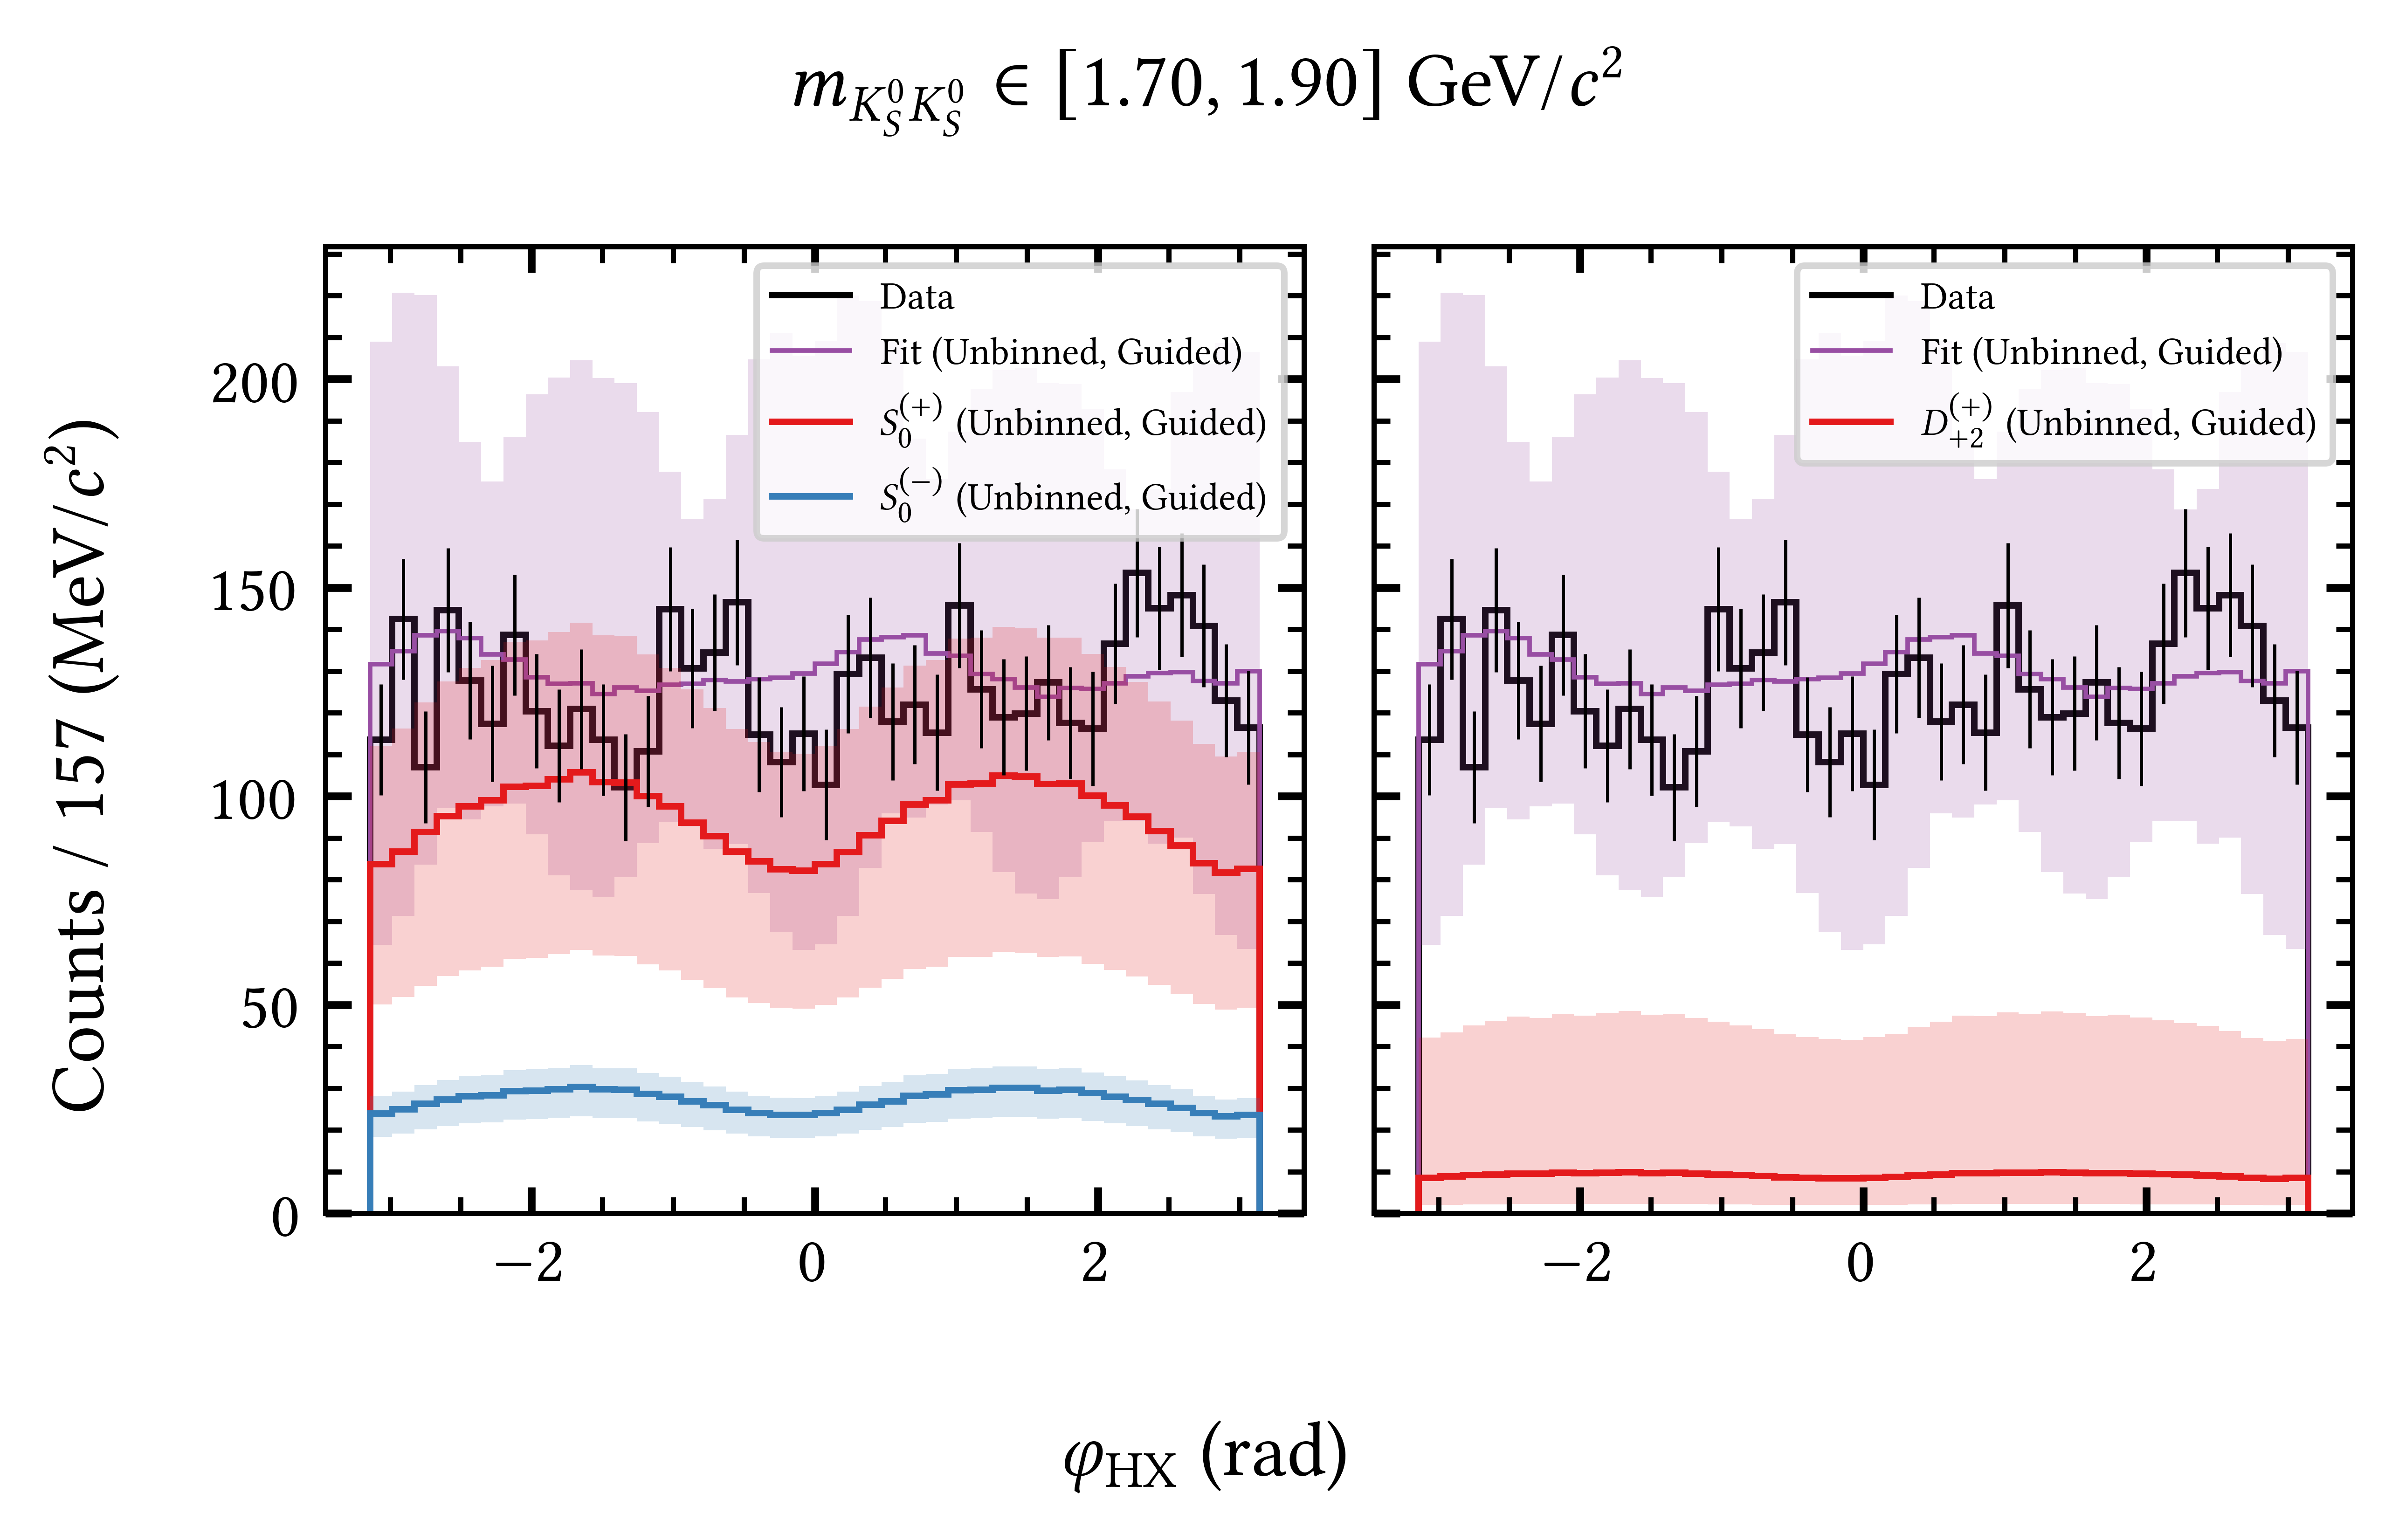 m_{K_S^0 K_S^0} ∈ [1.70, 1.90] GeV/c²
Counts / 157 (MeV/c²)
200
150
100
50
0
Data
Fit (Unbinned, Guided)
S_0^{(+)} (Unbinned, Guided)
S_0^{(−)} (Unbinned, Guided)
−2
0
2
Data
Fit (Unbinned, Guided)
D_{+2}^{(+)} (Unbinned, Guided)
−2
0
2
φ_{HX} (rad)